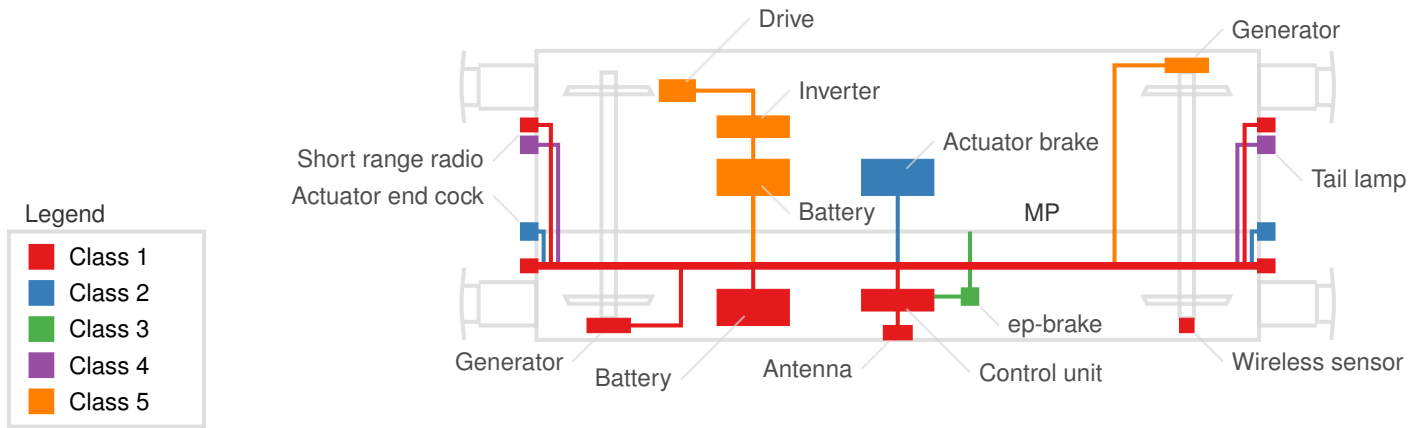 Drive
Generator
Inverter
Short range radio
Actuator brake
Tail lamp
Actuator end cock
Battery
MP
Legend
Class 1
Class 2
Class 3
Class 4
Class 5
ep-brake
Generator
Battery
Antenna
Control unit
Wireless sensor